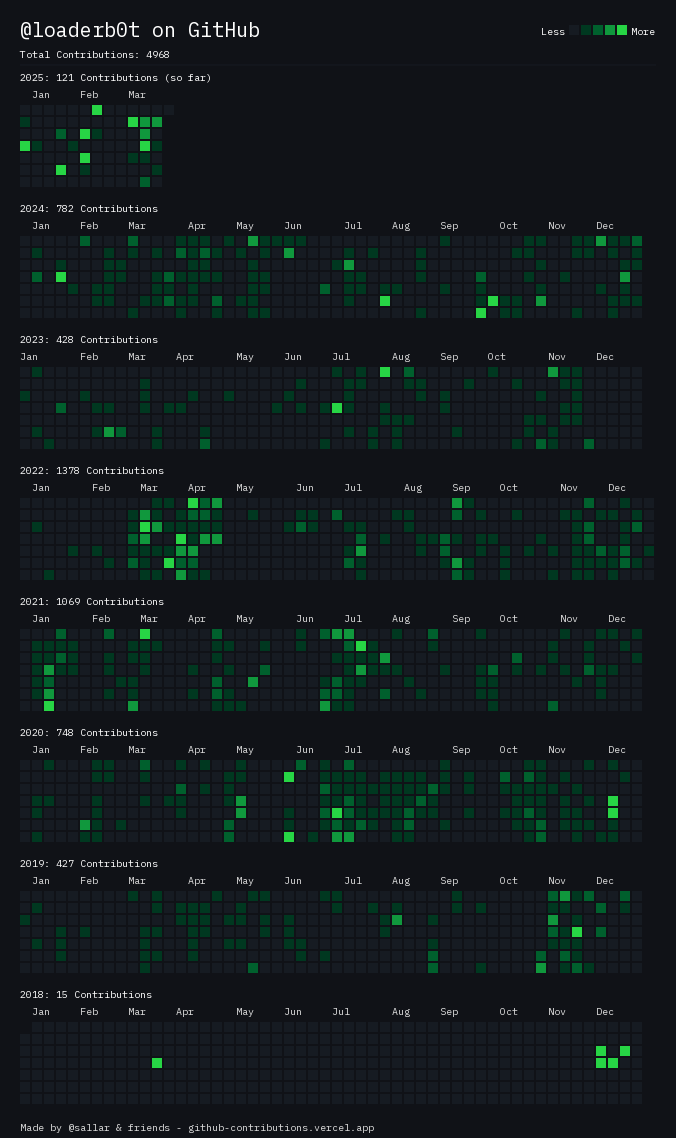 @loaderb0t on GitHub
Less More
Total Contributions: 4968
2025: 121 Contributions (so far)
Jan Feb Mar
2024: 782 Contributions
Jan Feb Mar Apr May Jun Jul Aug Sep Oct Nov Dec
2023: 428 Contributions
Jan Feb Mar Apr May Jun Jul Aug Sep Oct Nov Dec
2022: 1378 Contributions
Jan Feb Mar Apr May Jun Jul Aug Sep Oct Nov Dec
2021: 1069 Contributions
Jan Feb Mar Apr May Jun Jul Aug Sep Oct Nov Dec
2020: 748 Contributions
Jan Feb Mar Apr May Jun Jul Aug Sep Oct Nov Dec
2019: 427 Contributions
Jan Feb Mar Apr May Jun Jul Aug Sep Oct Nov Dec
2018: 15 Contributions
Jan Feb Mar Apr May Jun Jul Aug Sep Oct Nov Dec
Made by @sallar & friends - github-contributions.vercel.app